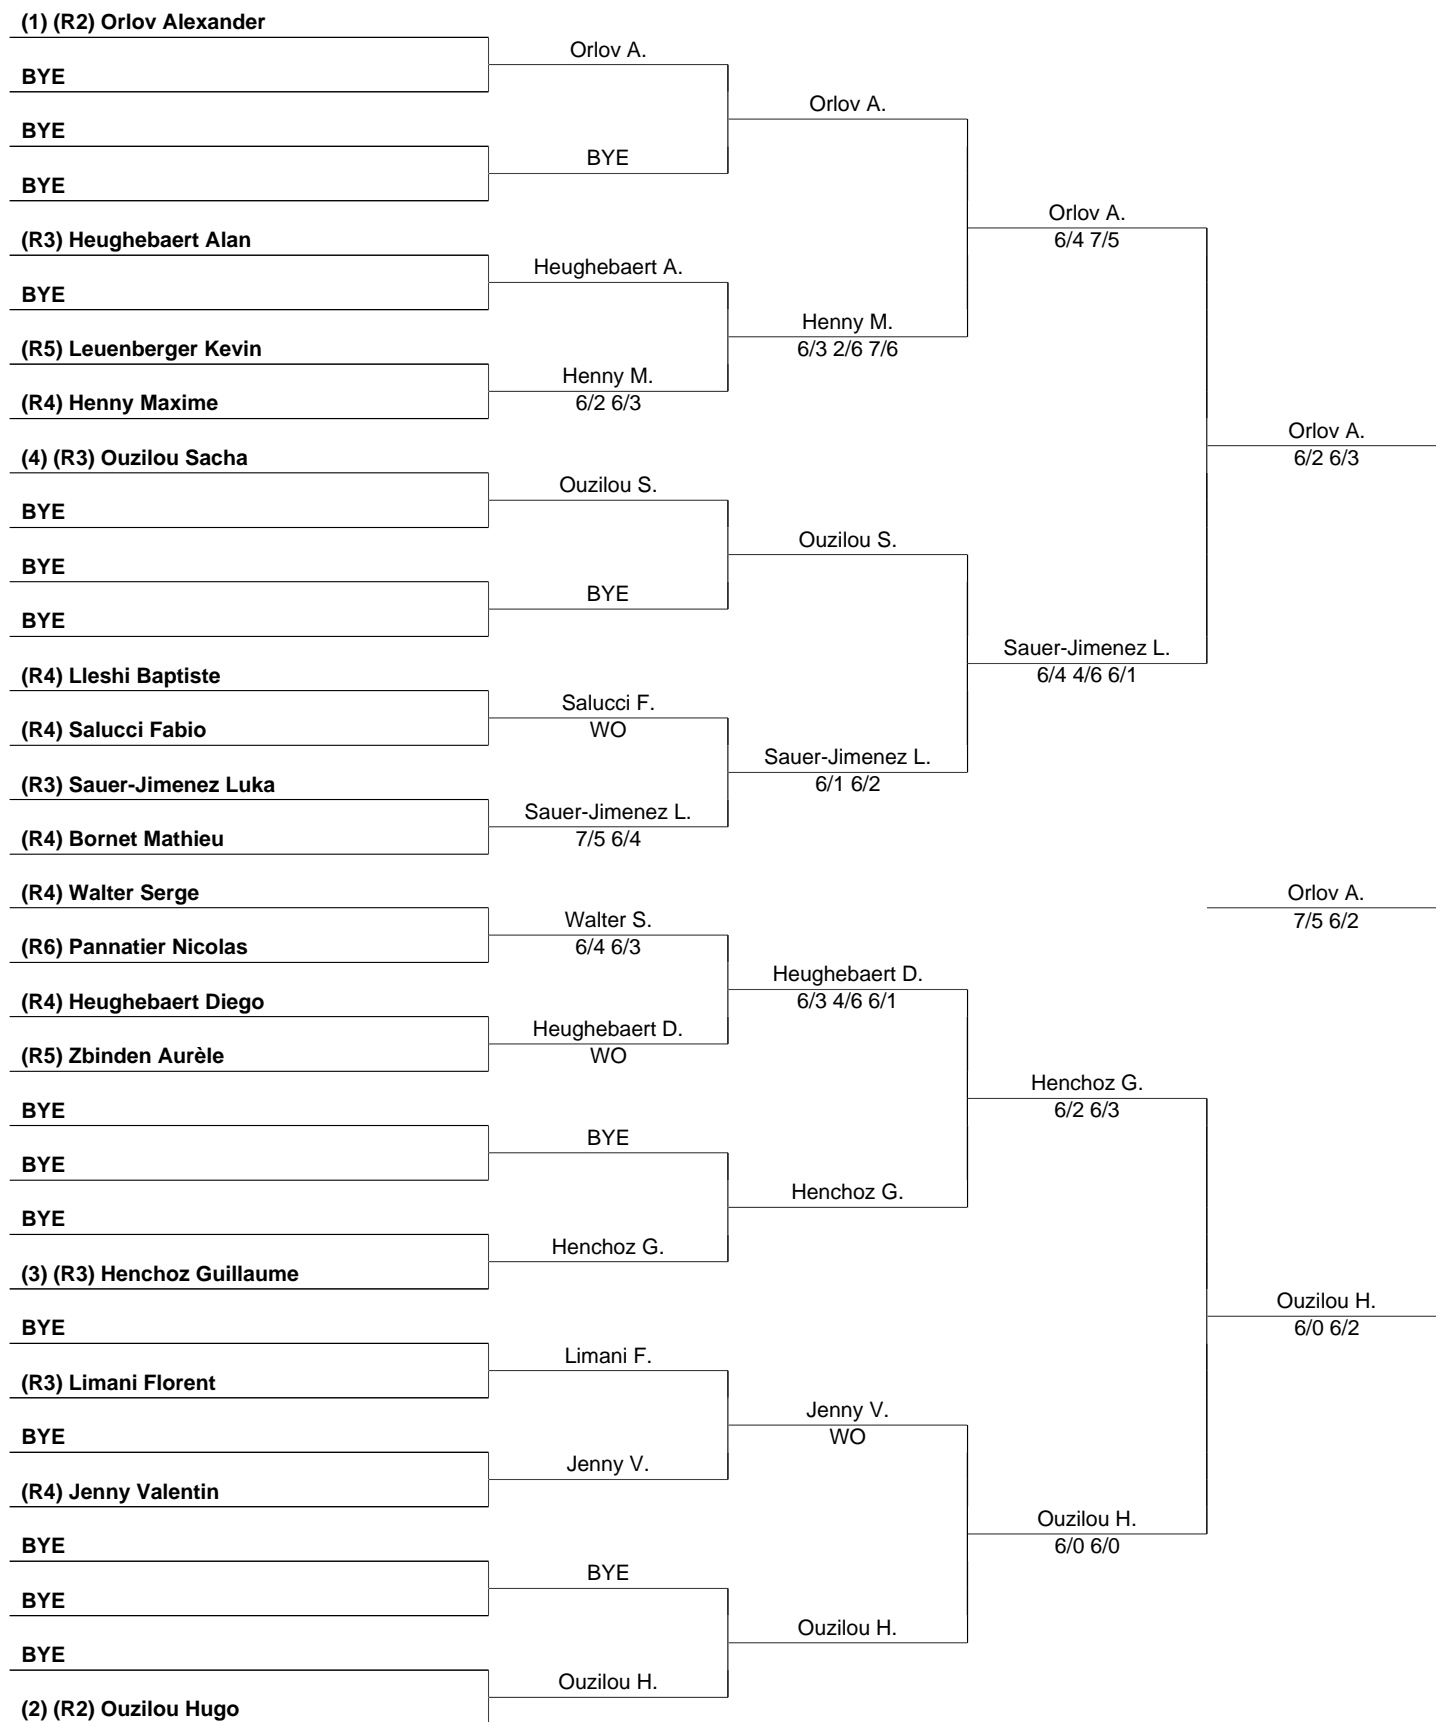 (1) (R2) Orlov Alexander
BYE
BYE
BYE
(R3) Heughebaert Alan
BYE
(R5) Leuenberger Kevin
(R4) Henny Maxime
(4) (R3) Ouzilou Sacha
BYE
BYE
BYE
(R4) Lleshi Baptiste
(R4) Salucci Fabio
(R3) Sauer-Jimenez Luka
(R4) Bornet Mathieu
(R4) Walter Serge
(R6) Pannatier Nicolas
(R4) Heughebaert Diego
(R5) Zbinden Aurèle
BYE
BYE
BYE
(3) (R3) Henchoz Guillaume
BYE
(R3) Limani Florent
BYE
(R4) Jenny Valentin
BYE
BYE
BYE
(2) (R2) Ouzilou Hugo
Orlov A.
BYE
Heughebaert A.
Henny M.
6/2 6/3
Ouzilou S.
BYE
Salucci F.
WO
Sauer-Jimenez L.
7/5 6/4
Walter S.
6/4 6/3
Heughebaert D.
WO
BYE
Henchoz G.
Limani F.
Jenny V.
BYE
Ouzilou H.
Orlov A.
Henny M.
6/3 2/6 7/6
Ouzilou S.
Sauer-Jimenez L.
6/1 6/2
Heughebaert D.
6/3 4/6 6/1
Henchoz G.
Jenny V.
WO
Ouzilou H.
Orlov A.
6/4 7/5
Sauer-Jimenez L.
6/4 4/6 6/1
Henchoz G.
6/2 6/3
Ouzilou H.
6/0 6/0
Orlov A.
6/2 6/3
Orlov A.
7/5 6/2
Ouzilou H.
6/0 6/2